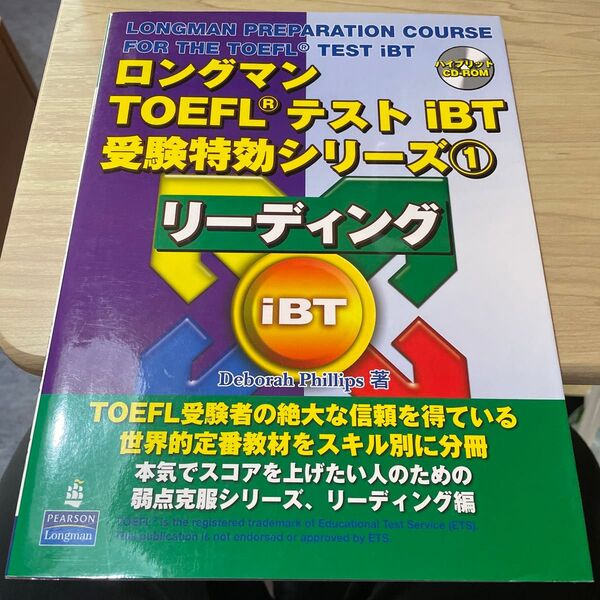 LONGMAN PREPARATION COURSE
FOR THE TOEFL® TEST iBT
ハイブリッド
CD-ROM
ロングマン
TOEFL® テスト iBT
受験特効シリーズ①
リーディング
iBT
Deborah Phillips 著
TOEFL受験者の絶大な信頼を得ている
世界的定番教材をスキル別に分冊
本気でスコアを上げたい人のための
弱点克服シリーズ、リーディング編
PEARSON
Longman
TOEFL® is the registered trademark of Educational Test Service (ETS).
This publication is not endorsed or approved by ETS.